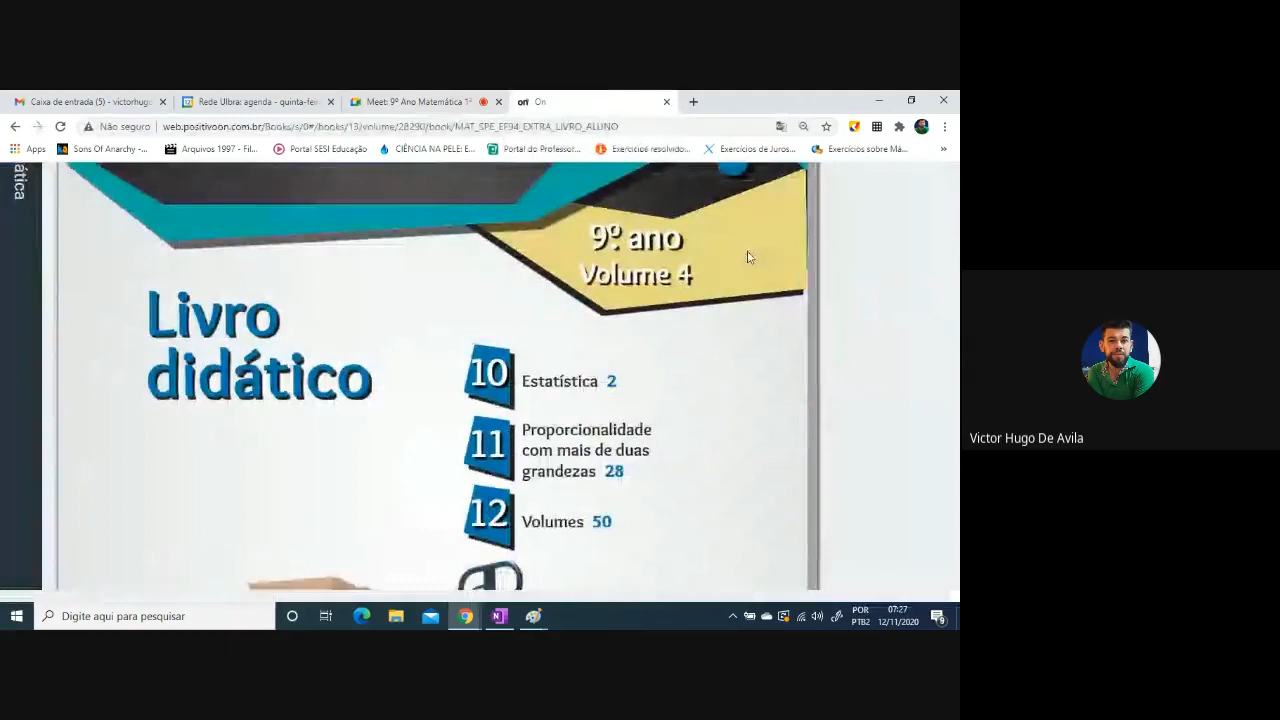 Caixa de entrada (5) - victorhug
Rede Ulbra: agenda - quinta-fei
Meet: 9º Ano Matemática 1º
on
On
Não seguro
web.positivoon.com.br/Books/s/0#/books/13/volume/28290/book/MAT_SPE_EF94_EXTRA_LIVRO_ALUNO
Apps
Sons Of Anarchy -...
Arquivos 1997 - Fil...
Portal SESI Educação
CIÊNCIA NA PELE: E...
Portal do Professor...
Exercícios resolvido...
Exercícios de Juros...
Exercícios sobre Má...
»
ática
9º ano
Volume 4
Livro
didático
10
Estatística 2
11
Proporcionalidade
com mais de duas
grandezas 28
12
Volumes 50
Victor Hugo De Avila
Digite aqui para pesquisar
POR
PTB2
07:27
12/11/2020
9